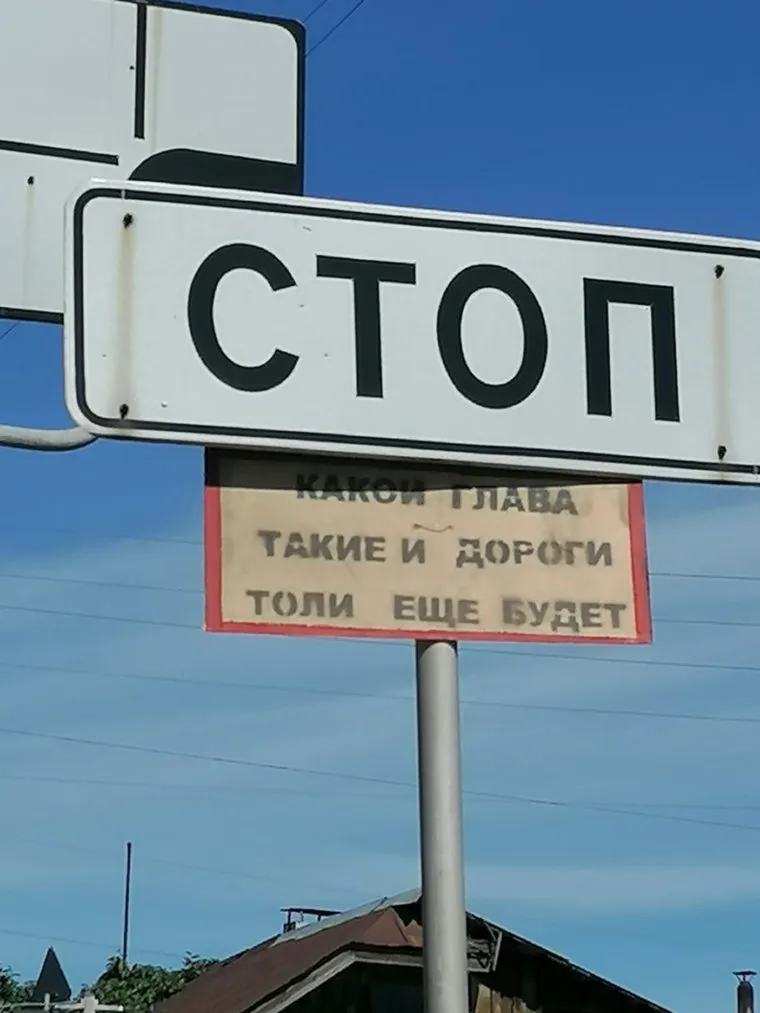 СТОП
КАКОЙ ГЛАВА
ТАКИЕ И ДОРОГИ
ТОЛИ ЕЩЕ БУДЕТ